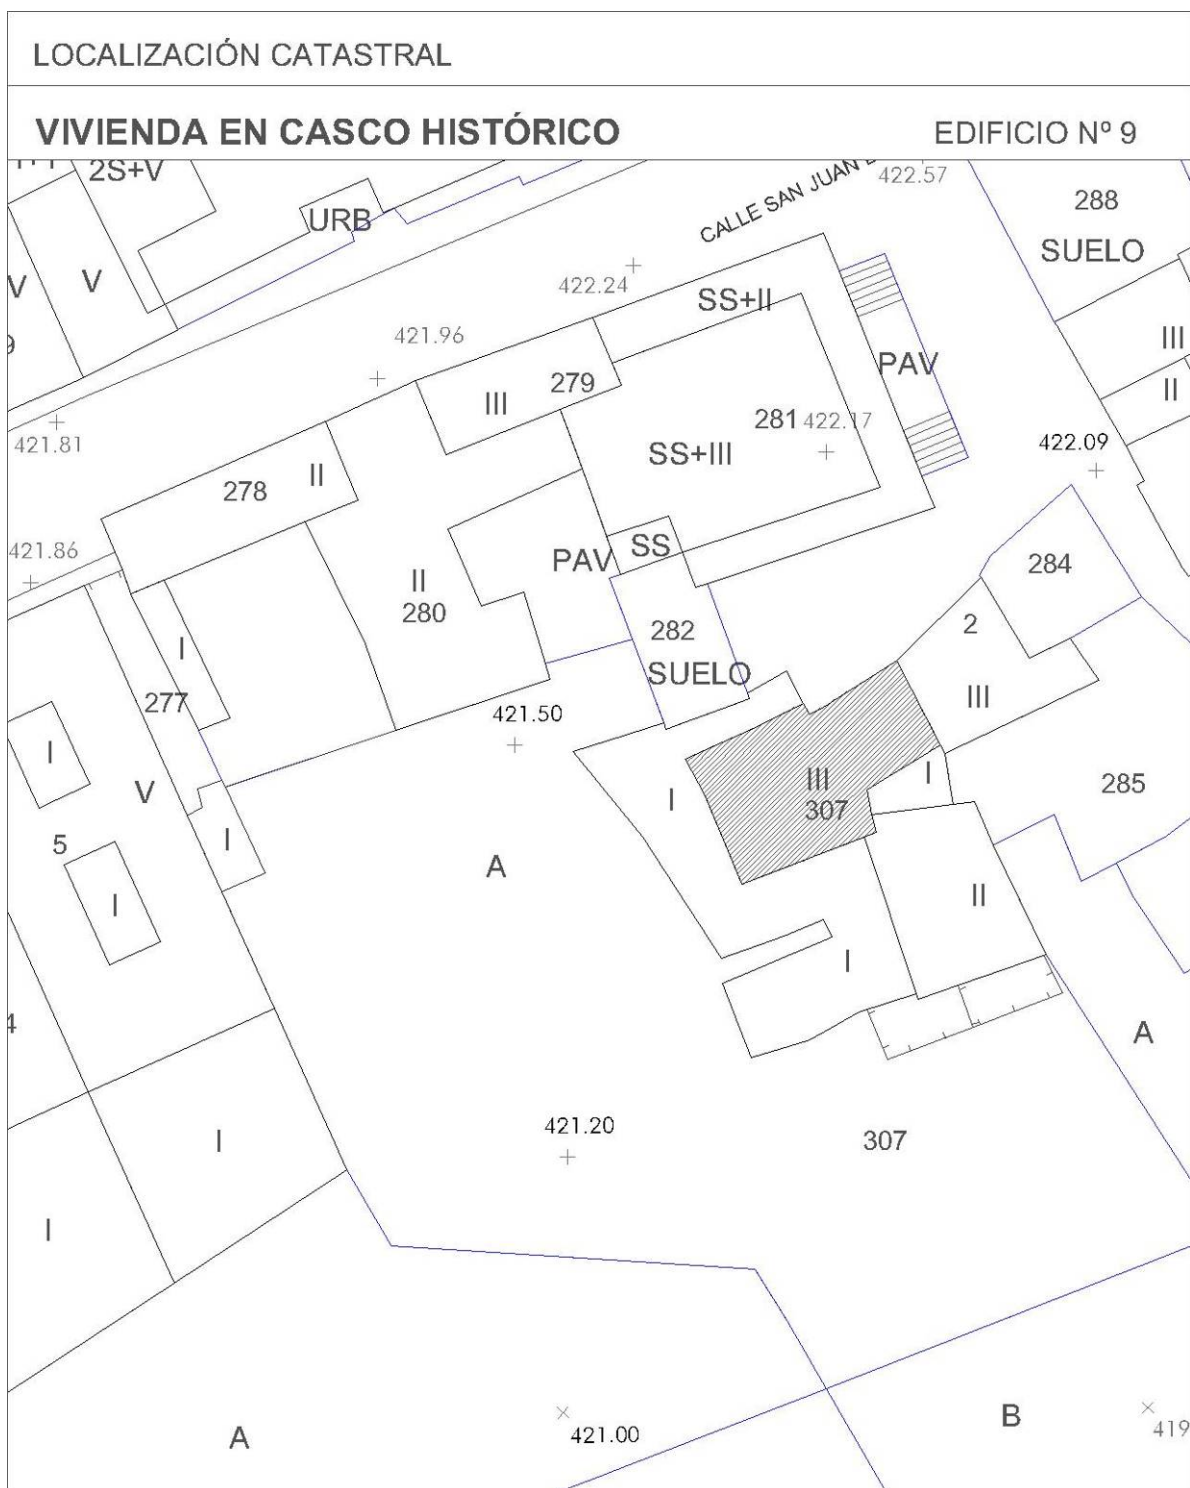 LOCALIZACIÓN CATASTRAL
VIVIENDA EN CASCO HISTÓRICO
EDIFICIO Nº 9
2S+V
URB
CALLE SAN JUAN
422.57
288
SUELO
V
V
422.24
SS+II
421.96
III
279
PAV
III
II
421.81
278
II
281
422.17
SS+III
422.09
421.86
PAV
SS
284
II
280
I
282
SUELO
2
277
421.50
III
I
V
I
III
307
I
285
5
I
A
I
II
I
I
A
421.20
307
I
I
A
421.00
B
419